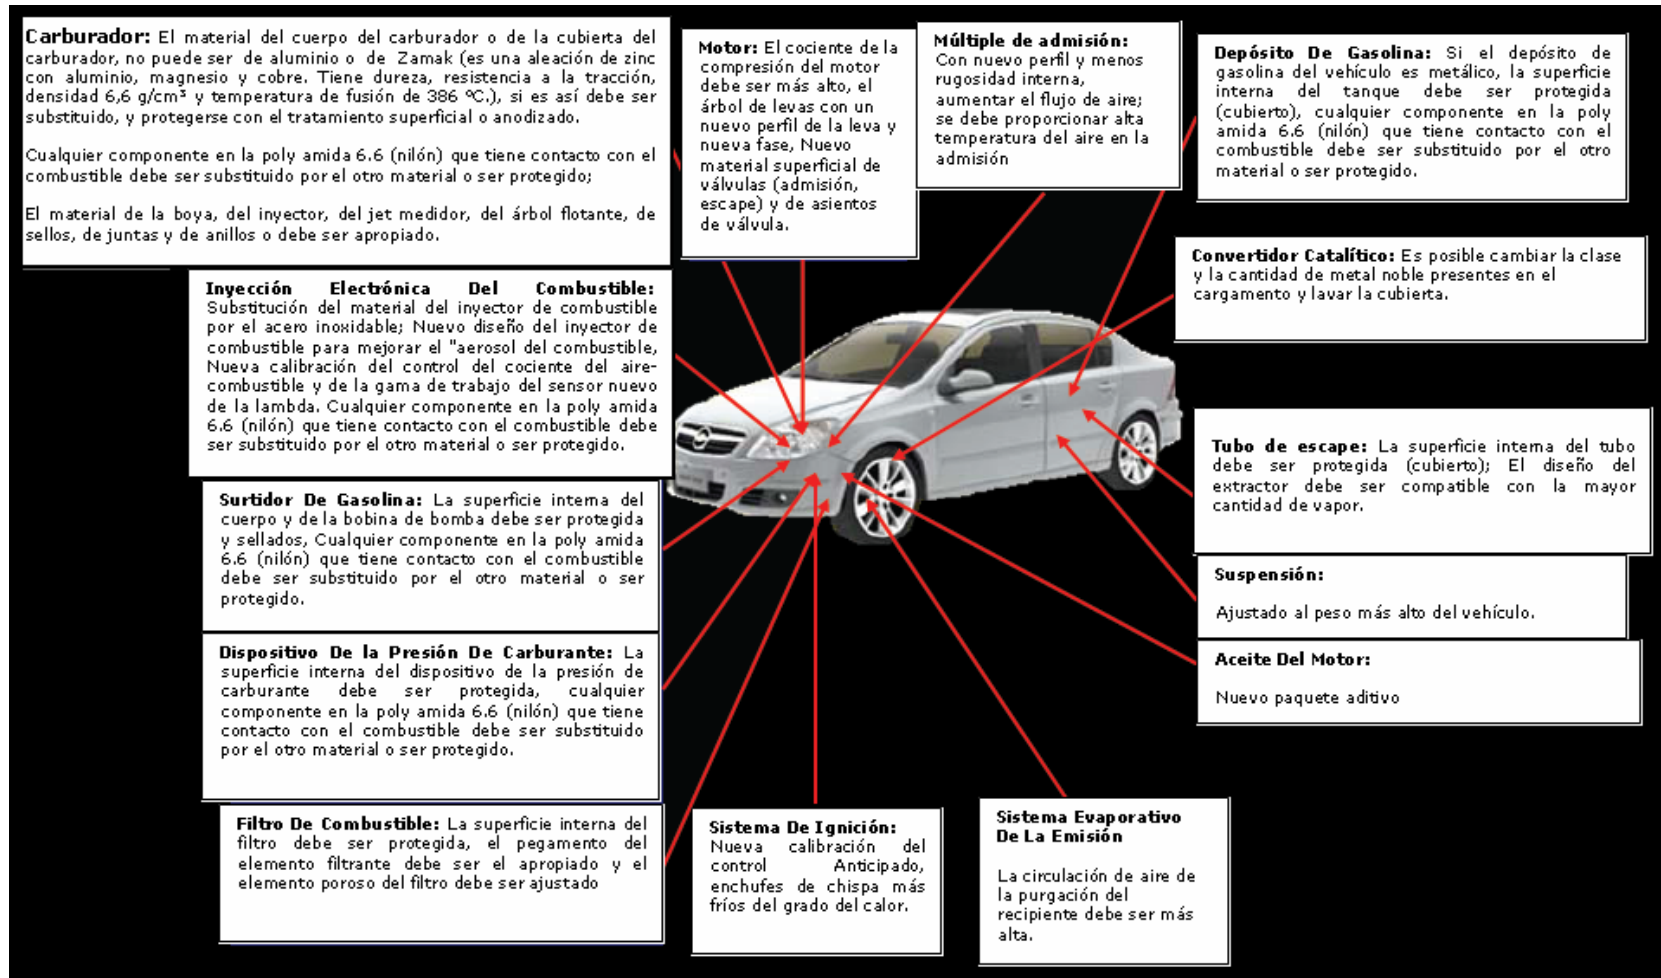 Carburador: El material del cuerpo del carburador o de la cubierta del
carburador, no puede ser de aluminio o de Zamak (es una aleación de zinc
con aluminio, magnesio y cobre. Tiene dureza, resistencia a la tracción,
densidad 6,6 g/cm³ y temperatura de fusión de 386 ºC.), si es así debe ser
substituido, y protegerse con el tratamiento superficial o anodizado.
Cualquier componente en la poly amida 6.6 (nilón) que tiene contacto con el
combustible debe ser substituido por el otro material o ser protegido;
El material de la boya, del inyector, del jet medidor, del árbol flotante, de
sellos, de juntas y de anillos o debe ser apropiado.
Motor: El cociente de la
compresión del motor
debe ser más alto, el
árbol de levas con un
nuevo perfil de la leva y
nueva fase, Nuevo
material superficial de
válvulas (admisión,
escape) y de asientos
de válvula.
Múltiple de admisión:
Con nuevo perfil y menos
rugosidad interna,
aumentar el flujo de aire;
se debe proporcionar alta
temperatura del aire en la
admisión
Depósito De Gasolina: Si el depósito de
gasolina del vehículo es metálico, la superficie
interna del tanque debe ser protegida
(cubierto), cualquier componente en la poly
amida 6.6 (nilón) que tiene contacto con el
combustible debe ser substituido por el otro
material o ser protegido.
Convertidor Catalítico: Es posible cambiar la clase
y la cantidad de metal noble presentes en el
cargamento y lavar la cubierta.
Inyección Electrónica Del Combustible:
Substitución del material del inyector de combustible
por el acero inoxidable; Nuevo diseño del inyector de
combustible para mejorar el "aerosol del combustible,
Nueva calibración del control del cociente del aire-
combustible y de la gama de trabajo del sensor nuevo
de la lambda. Cualquier componente en la poly amida
6.6 (nilón) que tiene contacto con el combustible debe
ser substituido por el otro material o ser protegido.
Tubo de escape: La superficie interna del tubo
debe ser protegida (cubierto); El diseño del
extractor debe ser compatible con la mayor
cantidad de vapor.
Surtidor De Gasolina: La superficie interna del
cuerpo y de la bobina de bomba debe ser protegida
y sellados, Cualquier componente en la poly amida
6.6 (nilón) que tiene contacto con el combustible
debe ser substituido por el otro material o ser
protegido.
Suspensión:
Ajustado al peso más alto del vehículo.
Dispositivo De la Presión De Carburante: La
superficie interna del dispositivo de la presión de
carburante debe ser protegida, cualquier
componente en la poly amida 6.6 (nilón) que tiene
contacto con el combustible debe ser substituido
por el otro material o ser protegido.
Aceite Del Motor:
Nuevo paquete aditivo
Filtro De Combustible: La superficie interna del
filtro debe ser protegida, el pegamento del
elemento filtrante debe ser el apropiado y el
elemento poroso del filtro debe ser ajustado
Sistema De Ignición:
Nueva calibración del
control Anticipado,
enchufes de chispa más
fríos del grado del calor.
Sistema Evaporativo
De La Emisión
La circulación de aire de
la purgación del
recipiente debe ser más
alta.